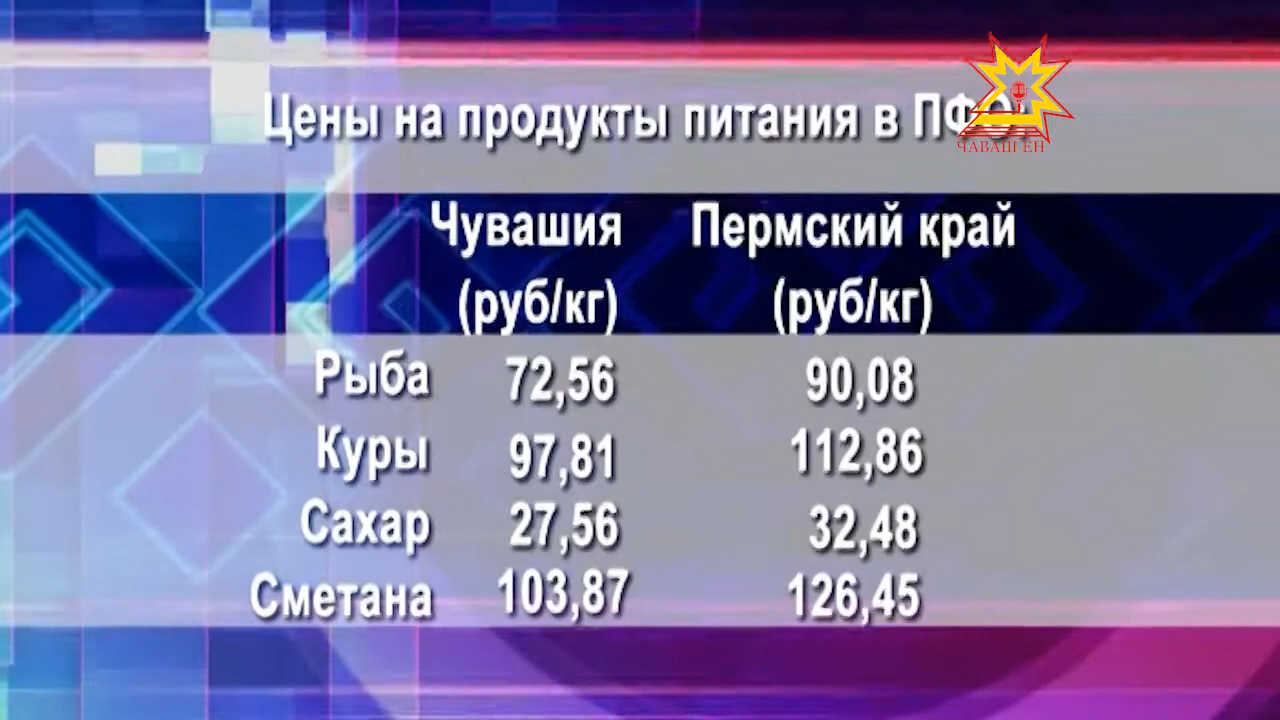 Цены на продукты питания в ПФО
ЧАВАШ ЕН
Чувашия Пермский край
(руб/кг) (руб/кг)
Рыба 72,56 90,08
Куры 97,81 112,86
Сахар 27,56 32,48
Сметана 103,87 126,45